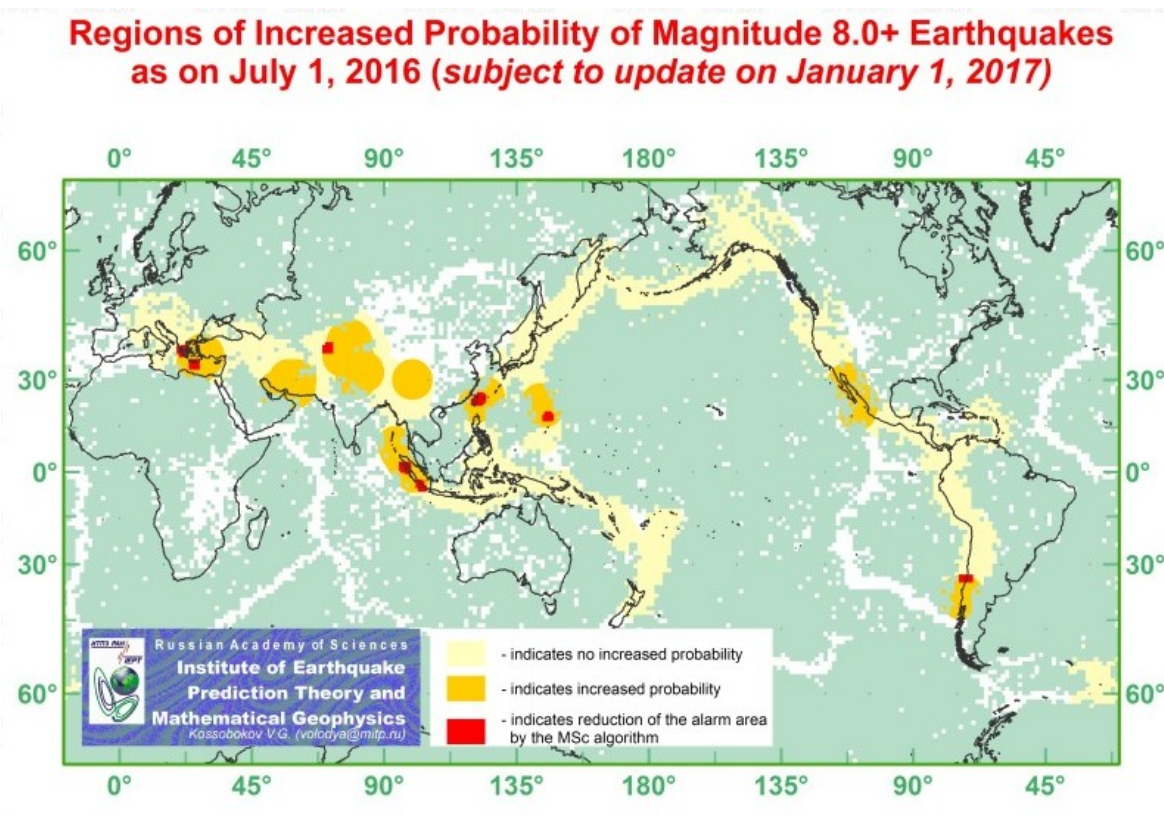 Regions of Increased Probability of Magnitude 8.0+ Earthquakes
as on July 1, 2016 (subject to update on January 1, 2017)
0° 45° 90° 135° 180° 135° 90° 45°
60° 60°
30° 30°
0° 0°
30° 30°
60° 60°
Russian Academy of Sciences
Institute of Earthquake
Prediction Theory and
Mathematical Geophysics
Kossobokov V G. (volodya@mitp.ru)
- indicates no increased probability
- indicates increased probability
- indicates reduction of the alarm area
by the MSc algorithm
0° 45° 90° 135° 180° 135° 90° 45°